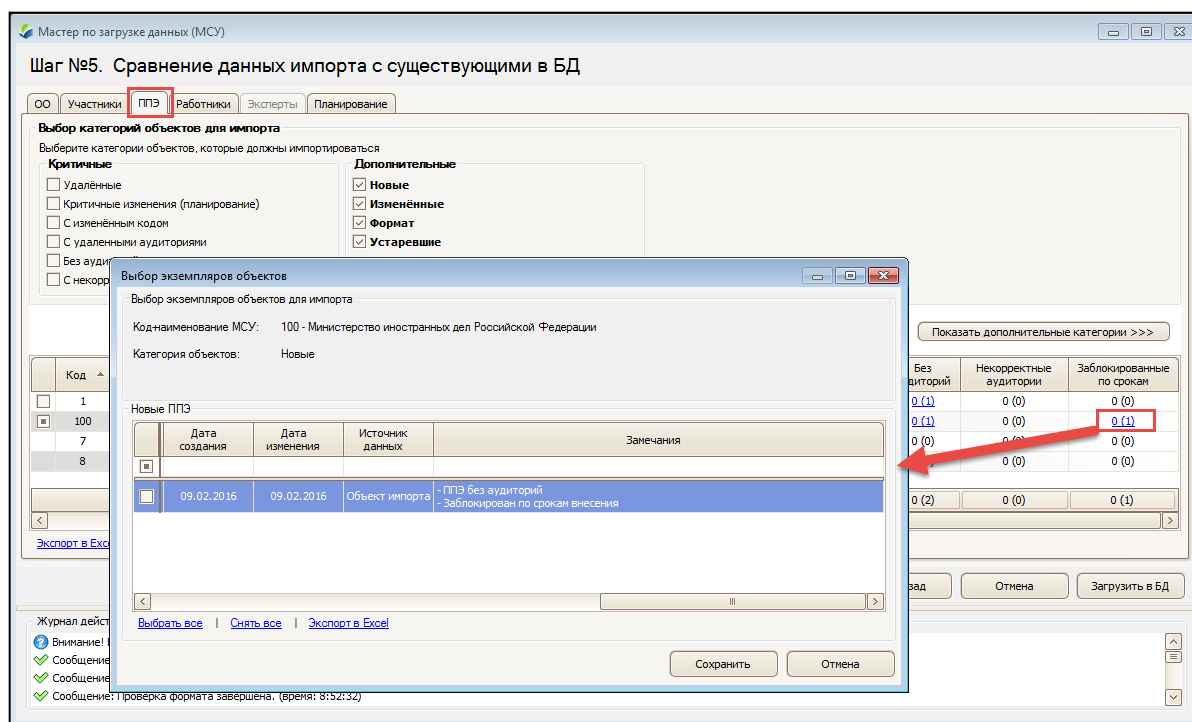 Мастер по загрузке данных (МСУ)
Шаг №5. Сравнение данных импорта с существующими в БД
ОО Участники ППЭ Работники Эксперты Планирование
Выбор категорий объектов для импорта
Выберите категории объектов, которые должны импортироваться
Критичные Дополнительные
Удалённые Новые
Критичные изменения (планирование) Изменённые
С изменённым кодом Формат
С удаленными аудиториями Устаревшие
Без
С некорр
Выбор экземпляров объектов
Выбор экземпляров объектов для импорта
Код-наименование МСУ: 100 - Министерство иностранных дел Российской Федерации
Категория объектов: Новые
Показать дополнительные категории >>>
Код Без Некорректные Заблокированные
диторий аудитории по срокам
1 0 (1) 0 (0) 0 (0)
100 0 (1) 0 (0) 0 (1)
7 0 (0) 0 (0) 0 (0)
8 0 (0) 0 (0)
0 (2) 0 (0) 0 (1)
Новые ППЭ
Дата Дата Источник Замечания
создания изменения данных
09.02.2016 09.02.2016 Объект импорта - ППЭ без аудиторий
- Заблокирован по срокам внесения
Экспорт в Exce
Выбрать все | Снять все | Экспорт в Excel
Сохранить Отмена
зад Отмена Загрузить в БД
Журнал дейст
Внимание!
Сообщение
Сообщение
Сообщение: Проверка формата завершена. (время: 8:52:32)